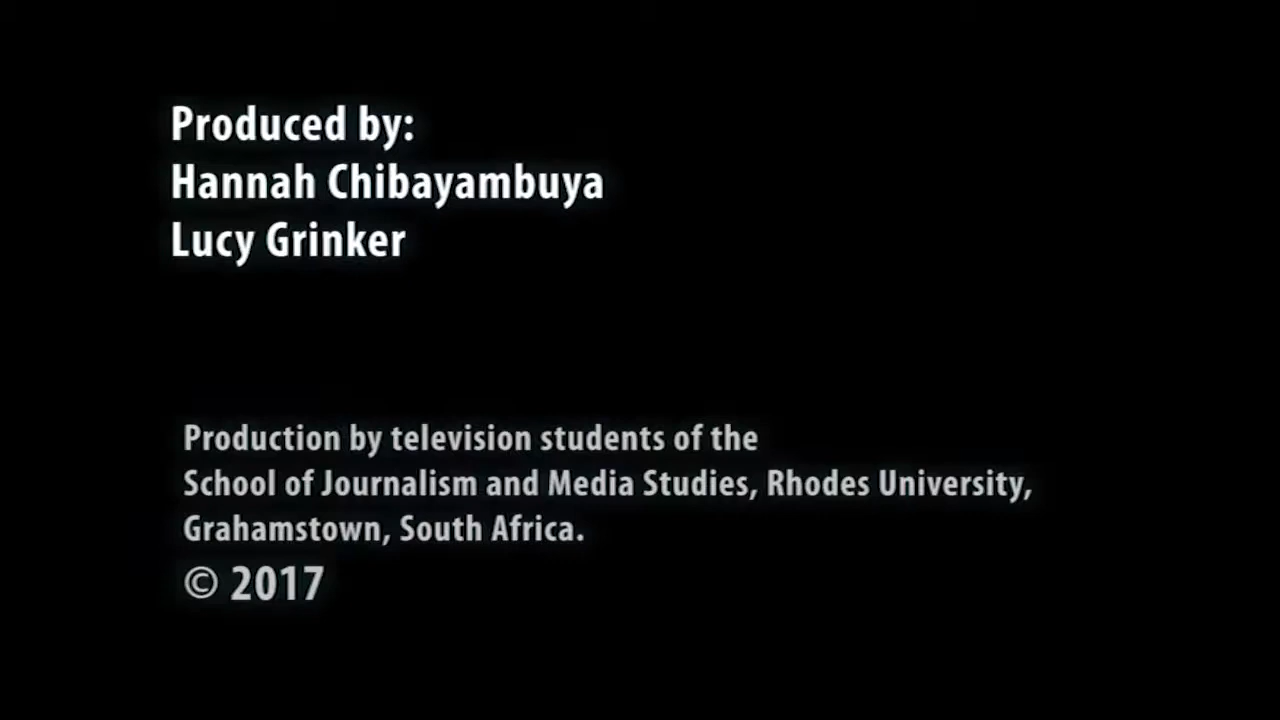 Produced by:
Hannah Chibayambuya
Lucy Grinker
Production by television students of the
School of Journalism and Media Studies, Rhodes University,
Grahamstown, South Africa.
© 2017